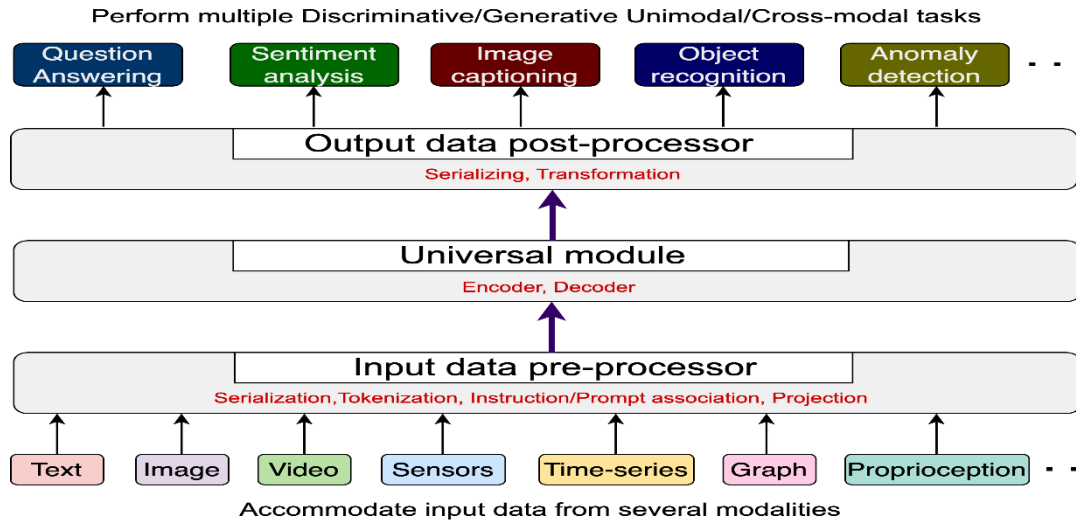 Perform multiple Discriminative/Generative Unimodal/Cross-modal tasks
Question
Answering
Sentiment
analysis
Image
captioning
Object
recognition
Anomaly
detection
- -
Output data post-processor
Serializing, Transformation
Universal module
Encoder, Decoder
Input data pre-processor
Serialization,Tokenization, Instruction/Prompt association, Projection
Text
Image
Video
Sensors
Time-series
Graph
Proprioception
- -
Accommodate input data from several modalities